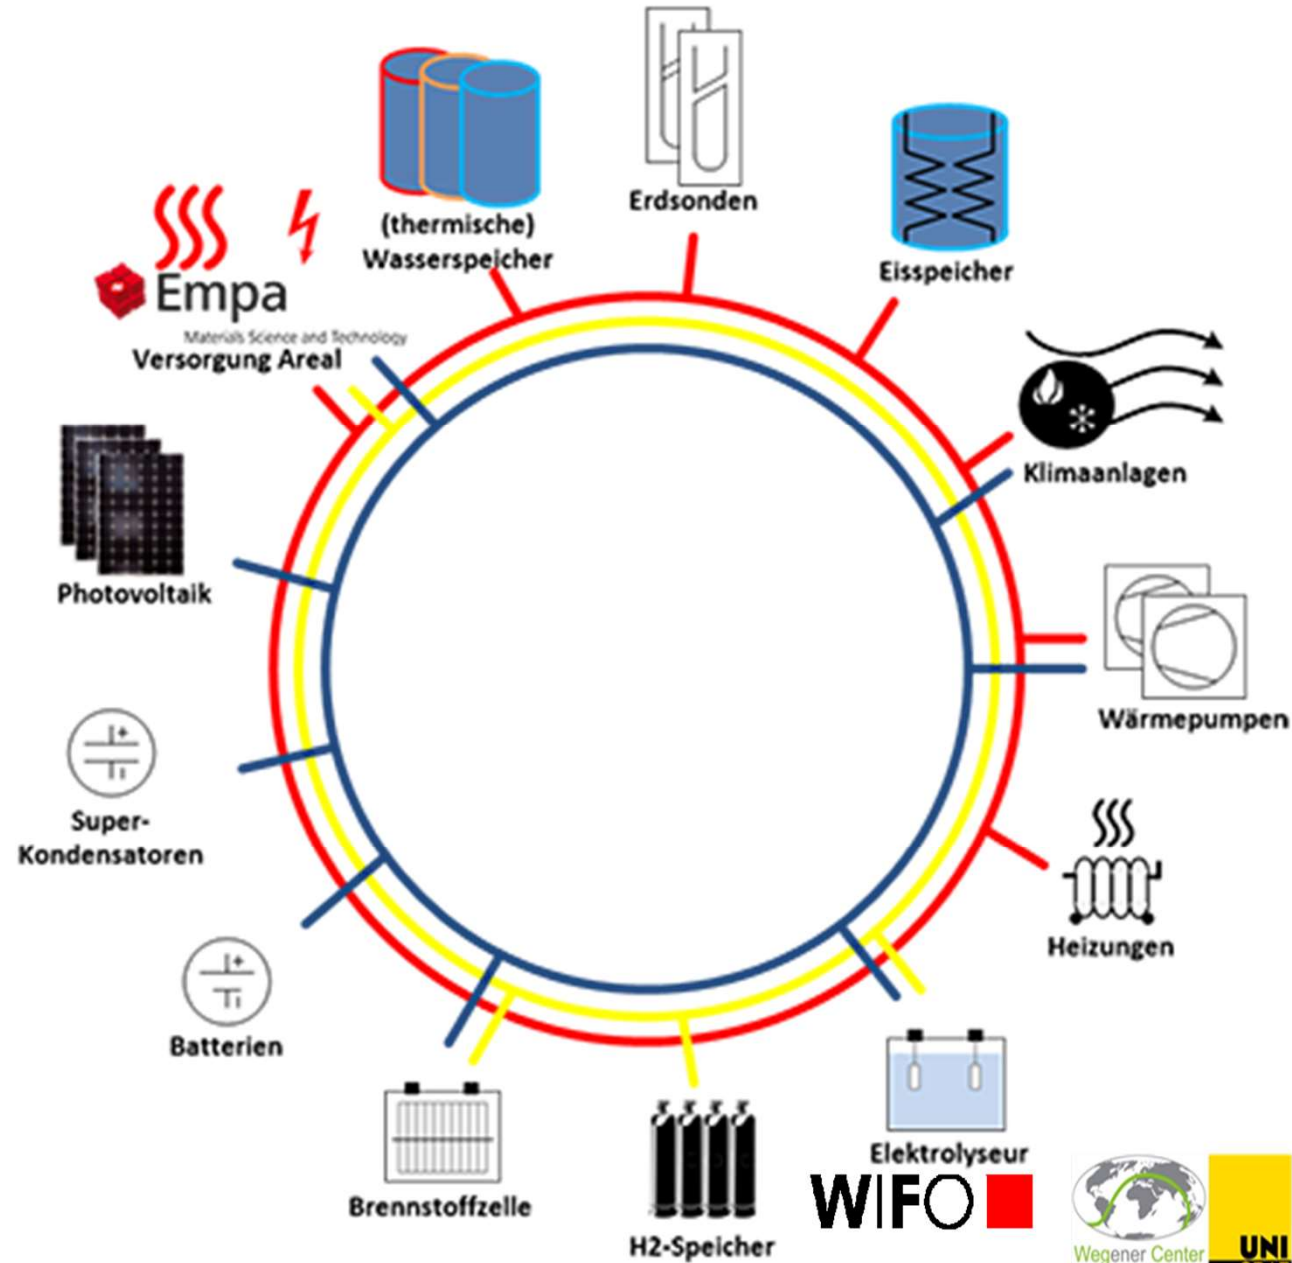 Erdsonden
(thermische)
Wasserspeicher
Eisspeicher
Empa
Materials Science and Technology
Versorgung Areal
Klimaanlagen
Photovoltaik
Wärmepumpen
Super-
Kondensatoren
Heizungen
Batterien
Elektrolyseur
Brennstoffzelle
H2-Speicher
WIFO
Wegener Center
UNI